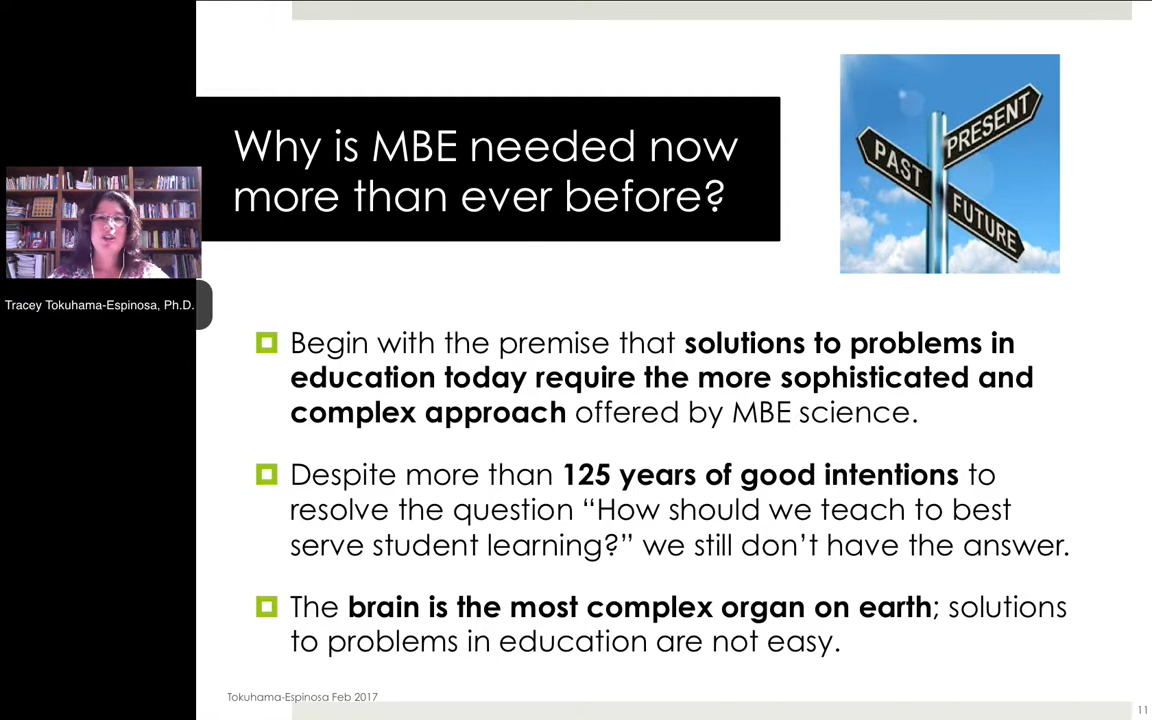 Why is MBE needed now
more than ever before?
PAST
PRESENT
FUTURE
Tracey Tokuhama-Espinosa, Ph.D.
Begin with the premise that solutions to problems in
education today require the more sophisticated and
complex approach offered by MBE science.
Despite more than 125 years of good intentions to
resolve the question “How should we teach to best
serve student learning?” we still don’t have the answer.
The brain is the most complex organ on earth; solutions
to problems in education are not easy.
Tokuhama-Espinosa Feb 2017
11